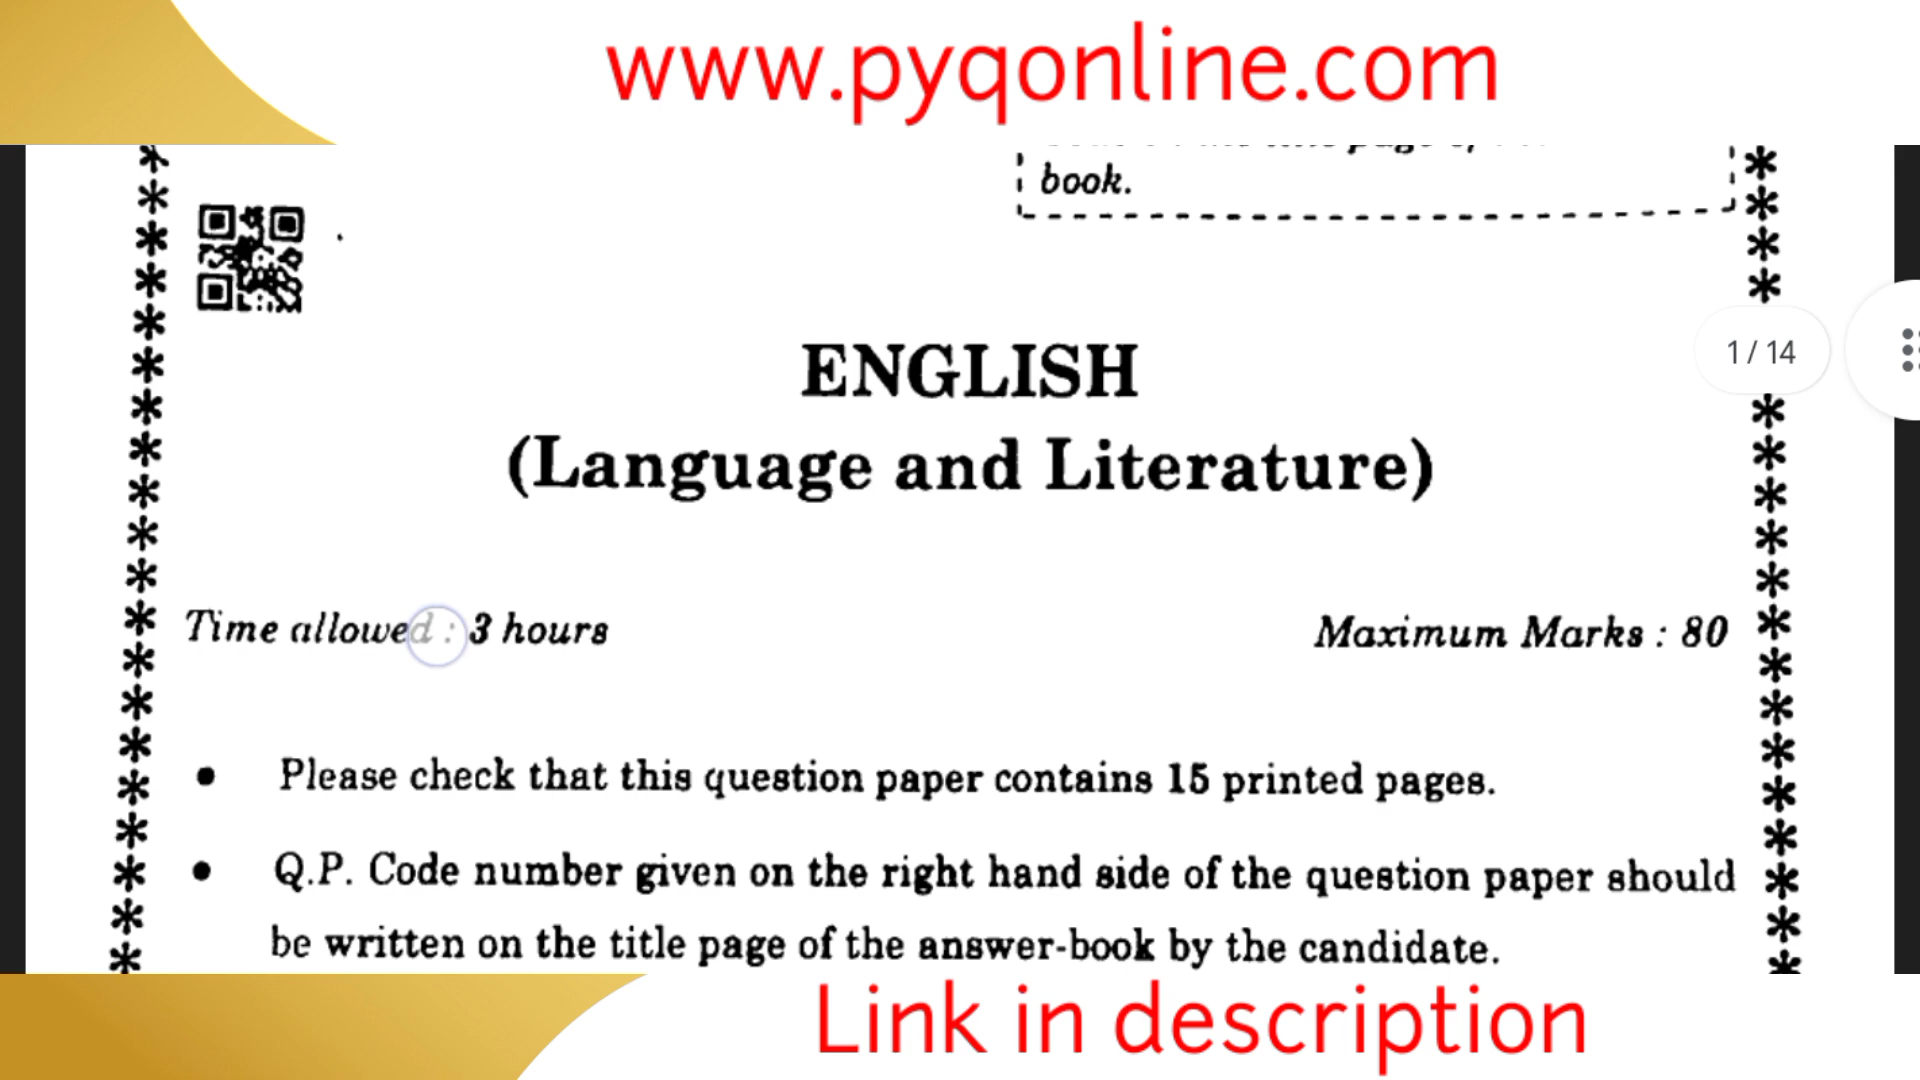 www.pyqonline.com
book.
ENGLISH
(Language and Literature)
1 / 14
Time allowed : 3 hours
Maximum Marks : 80
• Please check that this question paper contains 15 printed pages.
• Q.P. Code number given on the right hand side of the question paper should
be written on the title page of the answer-book by the candidate.
Link in description